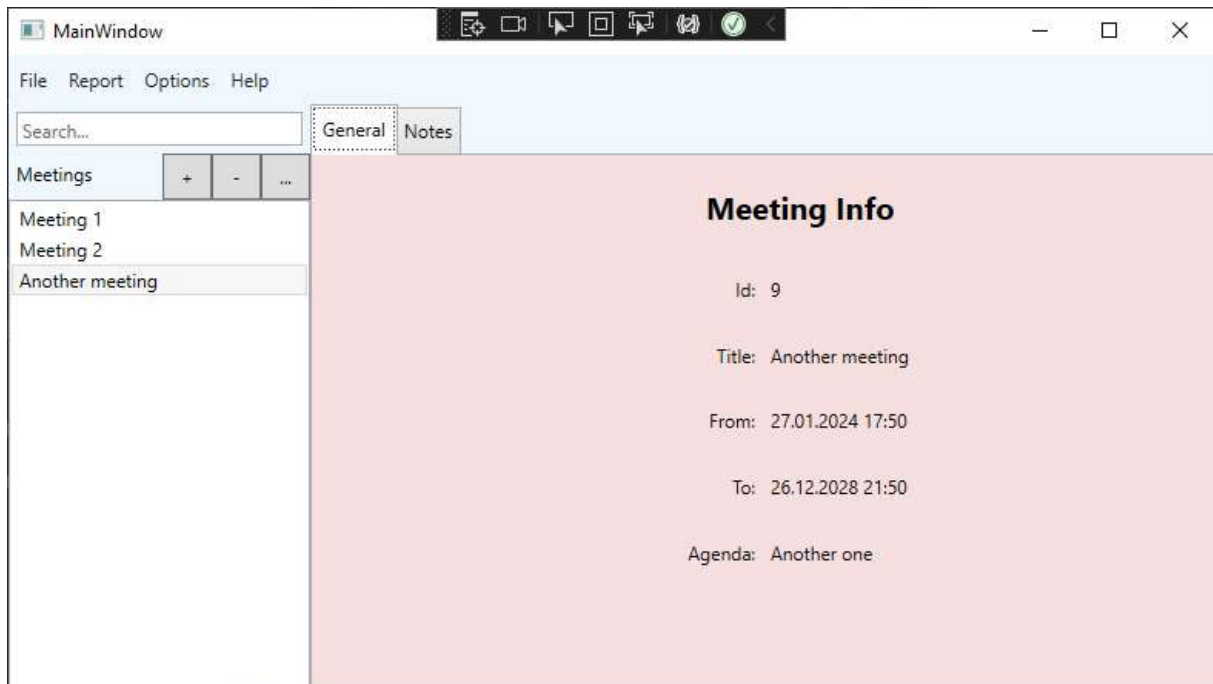 MainWindow
File Report Options Help
Search...
General Notes
Meetings + - ...
Meeting 1
Meeting 2
Another meeting
Meeting Info
Id: 9
Title: Another meeting
From: 27.01.2024 17:50
To: 26.12.2028 21:50
Agenda: Another one